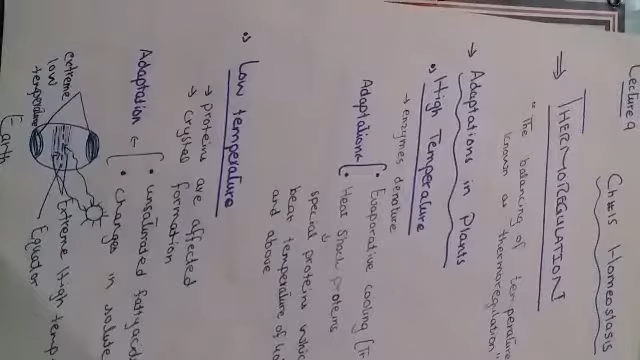 Lecture 9
Ch#15 Homeostasis
⇒ THERMOREGULATION
"The balancing of temperature
known as thermoregulation"
→ Adaptations in Plants
• High Temperature
→ enzymes denature
Adaptations { • Evaporative cooling
• Heat shock proteins
↓
special proteins which
bear temperature of
and above
• Low temperature
→ proteins are affected
→ crystal formation
Adaptation ← { • unsaturated fatty acid
• changes in solute
extreme
low
temperature
Extreme High temp.
Equator
Earth